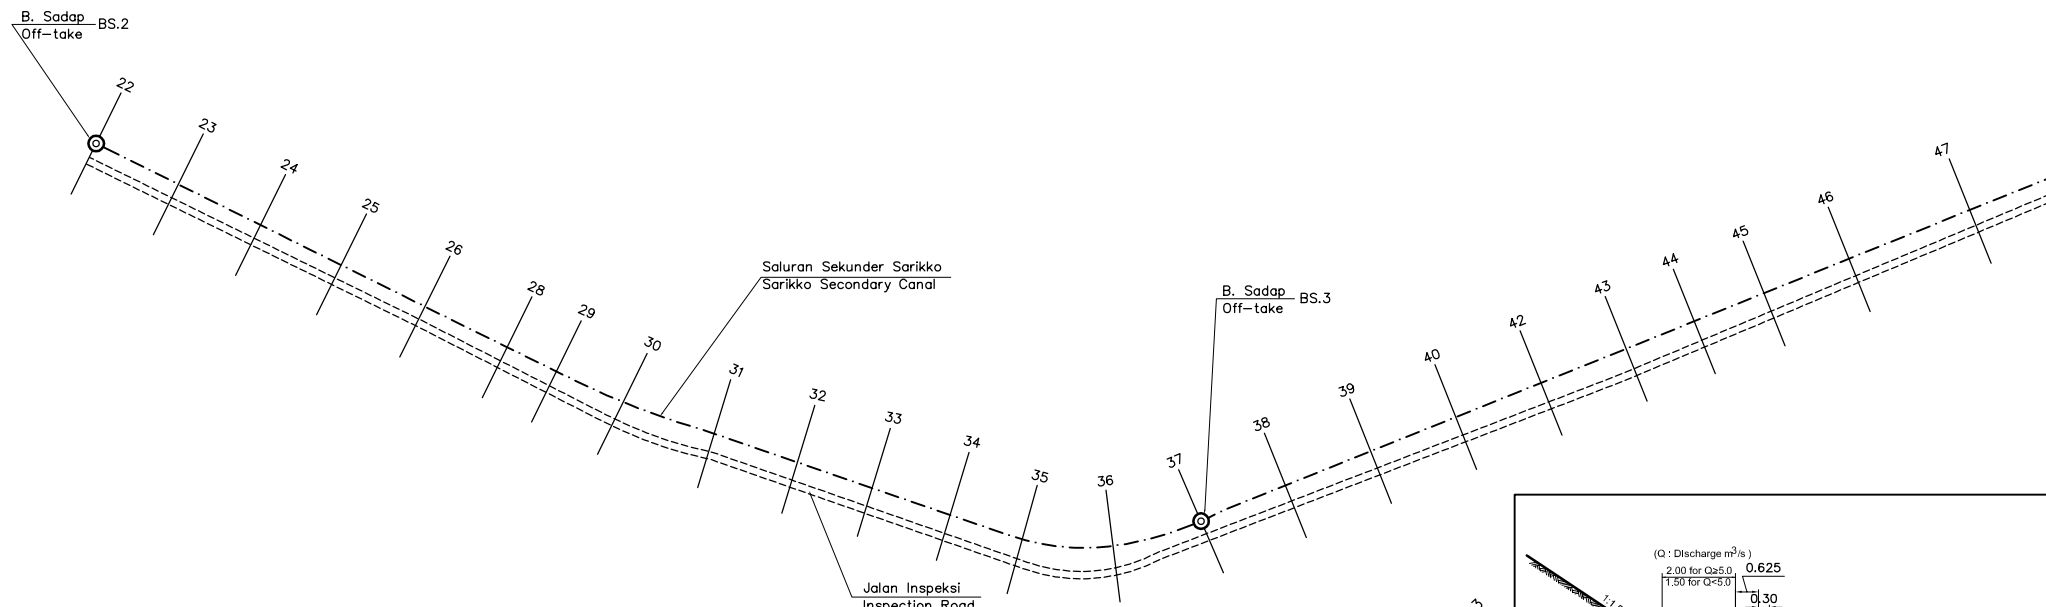 B. Sadap
Off-take
BS.2
22
23
24
25
26
28
29
30
31
32
33
34
35
36
37
38
39
40
42
43
44
45
46
47
Saluran Sekunder Sarikko
Sarikko Secondary Canal
B. Sadap
Off-take
BS.3
Jalan Inspeksi
Inspection Road
(Q : DIscharge m³/s )
2.00 for Q≥5.0
1.50 for Q<5.0
0.625
0.30
3